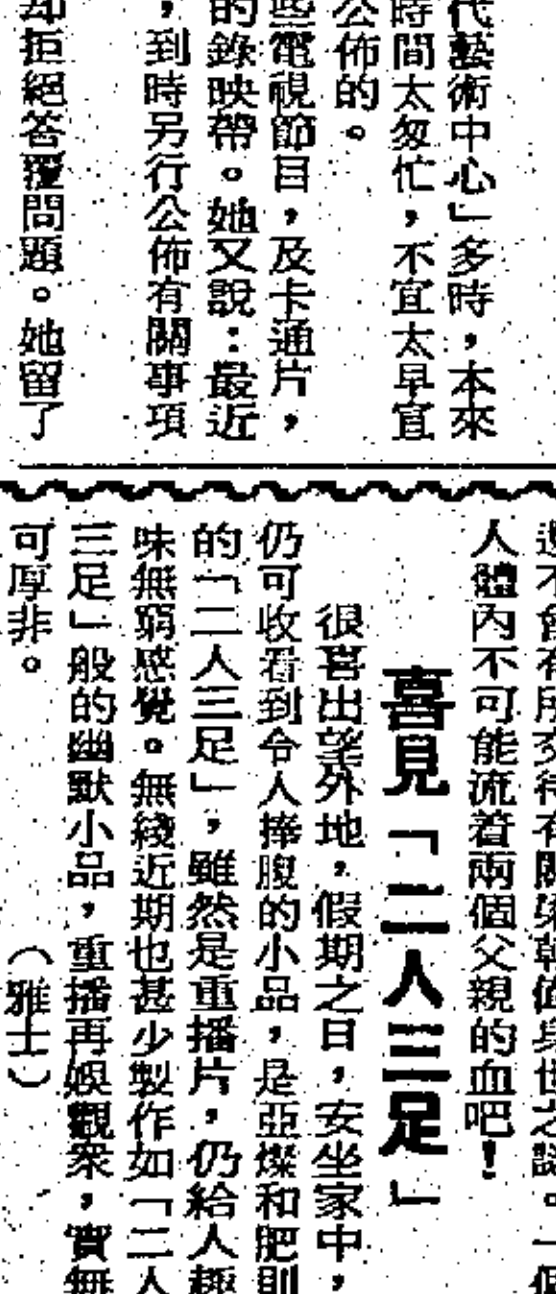 代藝術中心」多時，本來
時間太匆忙，不宜太早宣
公佈的。
些電視節目，及卡通片，
的錄映帶。她又說：最近
，到時另行公佈有關事項
却拒絕答覆問題。她留了
人體內不可能流着兩個父親的血吧！
喜見「二人三足」
很喜出望外地，假期之日，安坐家中，
仍可收看到令人捧腹的小品，是亞燦和肥則
的「二人三足」，雖然是重播片，仍給人趣
味無窮感覺。無綫近期也甚少製作如「二人
三足」般的幽默小品，重播再娛觀衆，實無
可厚非。
（雅士）